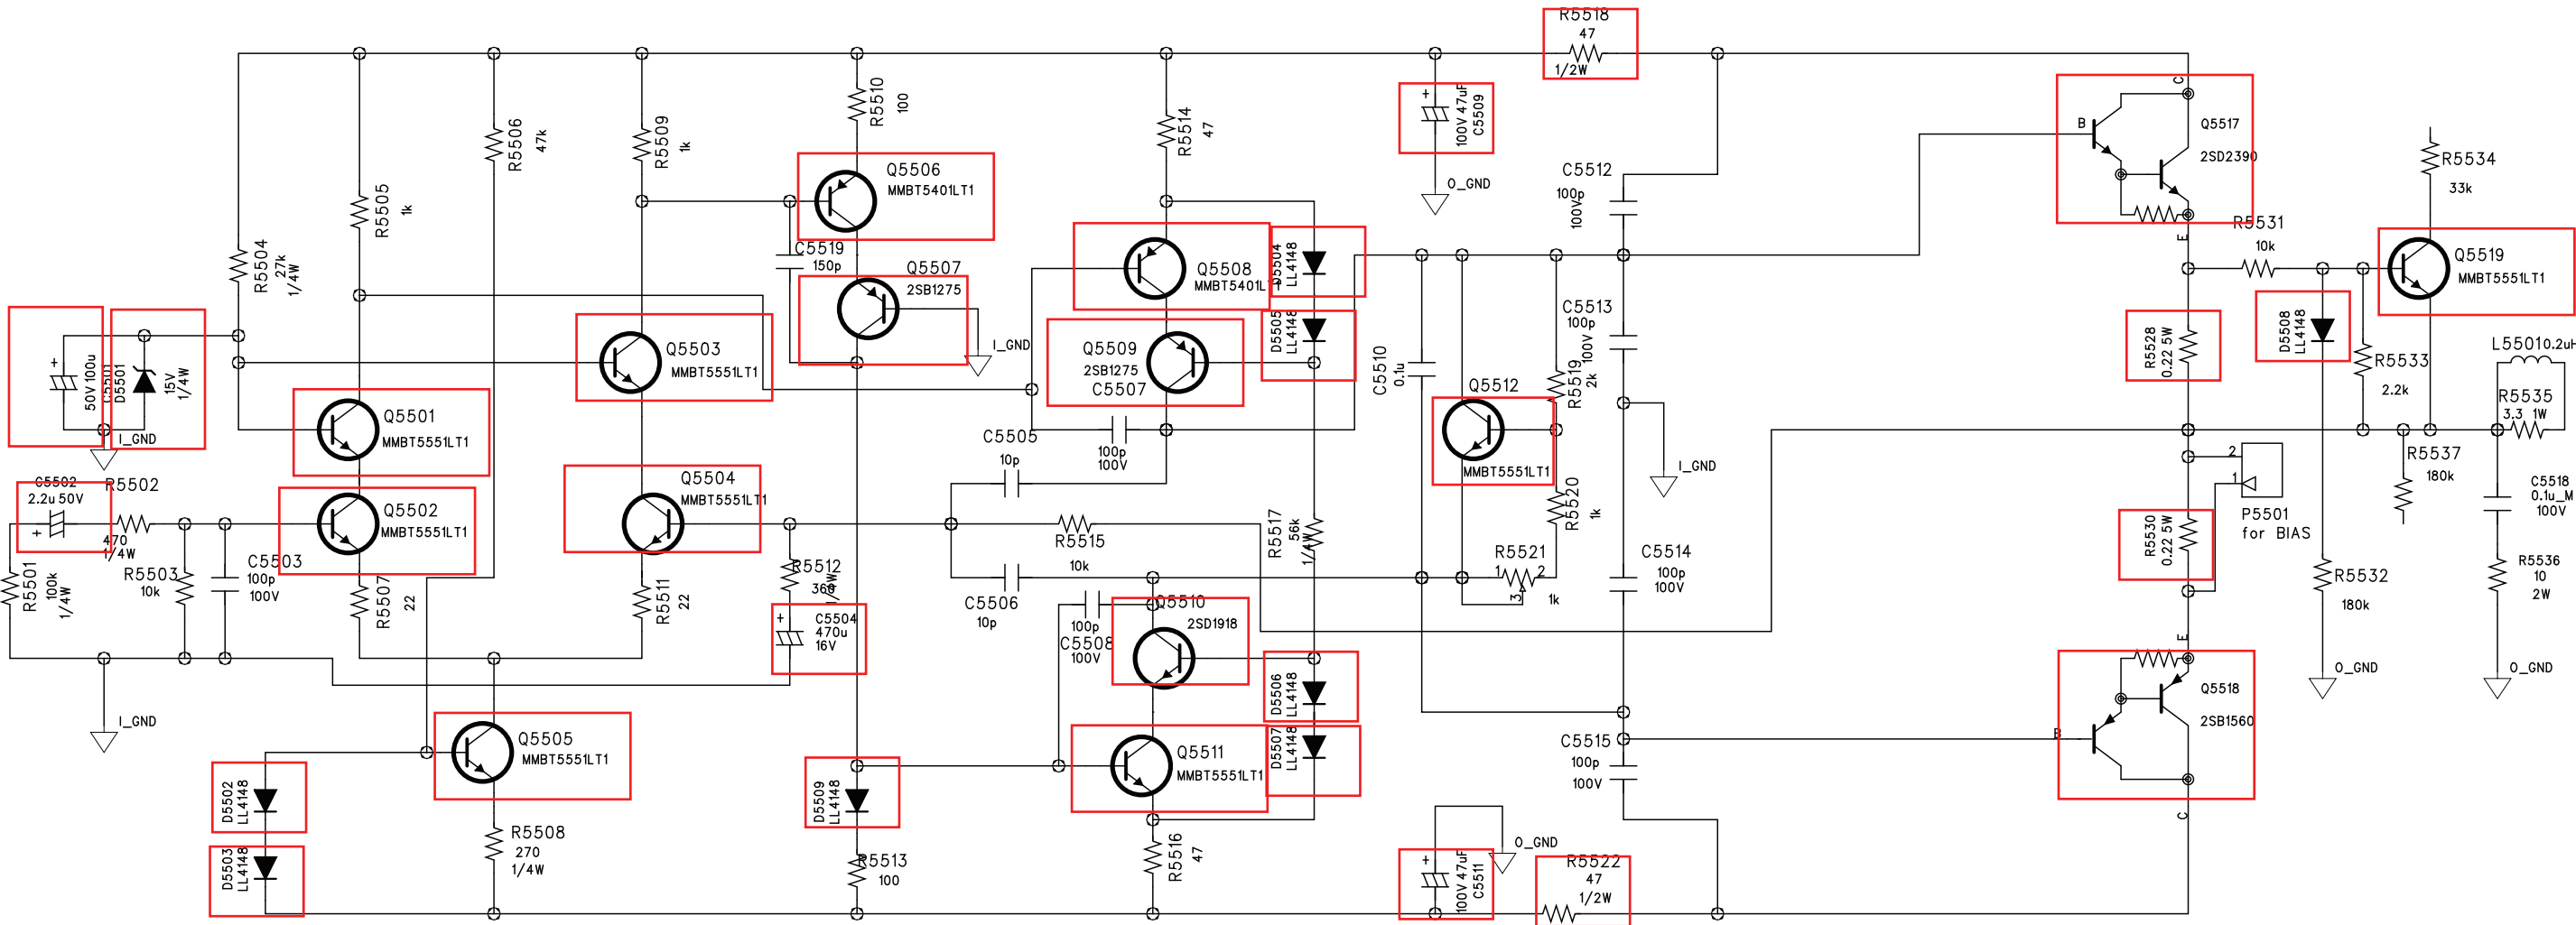 R5518
47
1/2W
R5510
100
R5506
47k
R5509
1k
R5514
47
+
100V 47uF
C5509
O_GND
C5512
100p
100V
C
B
Q5517
2SD2390
E
R5534
33k
R5505
1k
Q5506
MMBT5401LT1
R5504
27k
1/4W
C5519
150p
Q5507
2SB1275
I_GND
Q5508
MMBT5401LT
D5504
LL4148
R5531
10k
Q5519
MMBT5551LT1
+
50V 100u
C5501
D5501
15V
1/4W
I_GND
Q5503
MMBT5551LT1
Q5509
2SB1275
C5507
100p
100V
D5505
LL4148
C5510
0.1u
C5513
100p
100V
R5519
2k
R5528
0.22 5W
D5508
LL4148
R5533
2.2k
L5501 0.2uH
R5535
3.3 1W
Q5501
MMBT5551LT1
Q5512
MMBT5551LT1
C5505
10p
I_GND
R5537
180k
C5502
2.2u 50V
+
R5502
470
1/4W
Q5502
MMBT5551LT1
Q5504
MMBT5551LT1
R5515
10k
R5517
56k
1/4W
R5520
1k
R5521
1
2
3
1k
C5514
100p
100V
R5530
0.22 5W
2
1
P5501
for BIAS
C5518
0.1u_M
100V
R5501
100k
1/4W
R5503
10k
C5503
100p
100V
R5507
22
R5511
22
R5512
360
1/4W
+
C5504
470u
16V
C5506
10p
100p
C5508
100V
Q5510
2SD1918
R5532
180k
R5536
10
2W
I_GND
D5506
LL4148
E
Q5518
2SB1560
B
C
O_GND
O_GND
Q5505
MMBT5551LT1
Q5511
MMBT5551LT1
D5507
LL4148
C5515
100p
100V
D5502
LL4148
D5503
LL4148
R5508
270
1/4W
D5509
LL4148
R5513
100
R5516
47
+
100V 47uF
C5511
O_GND
R5522
47
1/2W